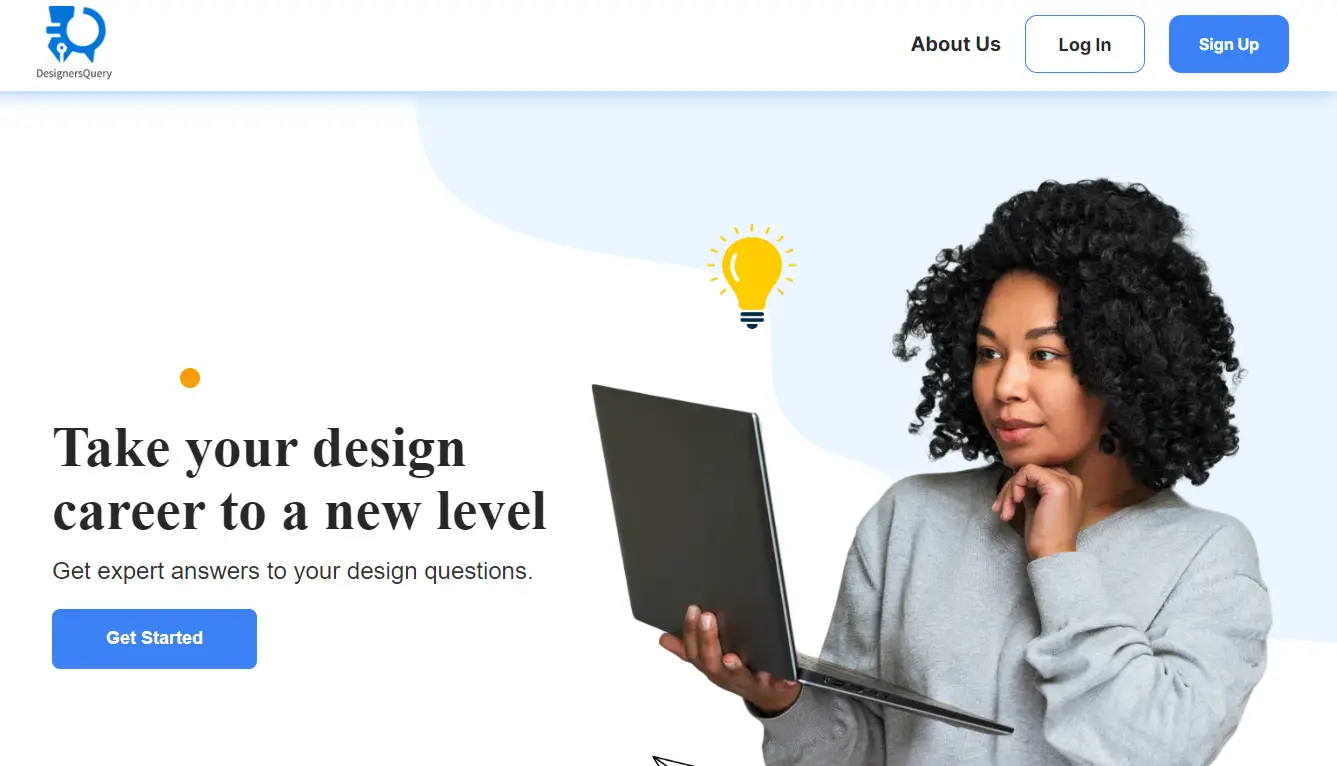 DesignersQuery
About Us
Log In
Sign Up
Take your design
career to a new level
Get expert answers to your design questions.
Get Started